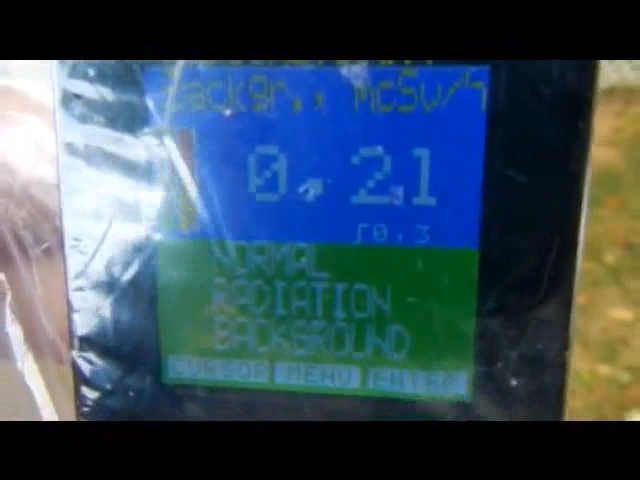 Backgr., mcSv/h
0.21
⎍0.3
NORMAL
RADIATION
BACKGROUND
CURSOR MENU ENTER